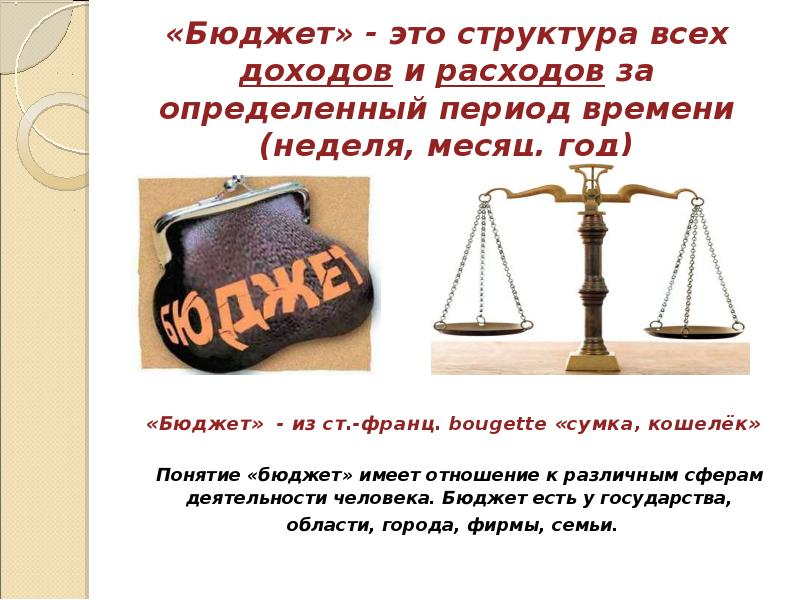 «Бюджет» - это структура всех
доходов и расходов за
определенный период времени
(неделя, месяц, год)
БЮДЖЕТ
«Бюджет» - из ст.-франц. bougette «сумка, кошелёк»
Понятие «бюджет» имеет отношение к различным сферам
деятельности человека. Бюджет есть у государства,
области, города, фирмы, семьи.